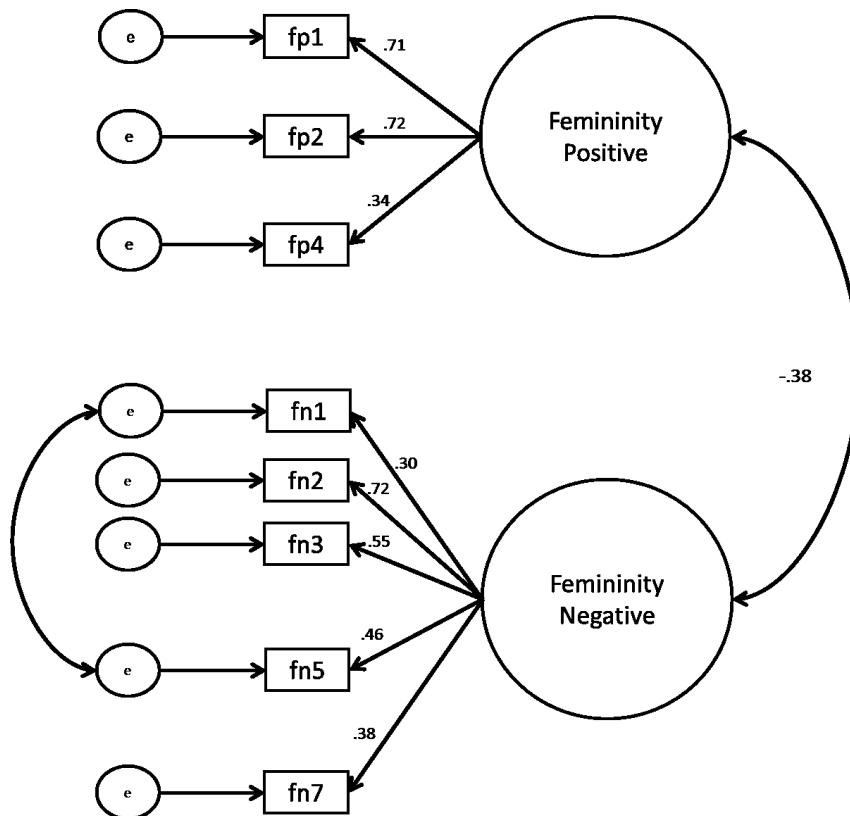 e
fp1
.71
Femininity
Positive
e
fp2
.72
e
fp4
.34
-.38
e
fn1
.30
e
fn2
.72
e
fn3
.55
Femininity
Negative
e
fn5
.46
e
fn7
.38